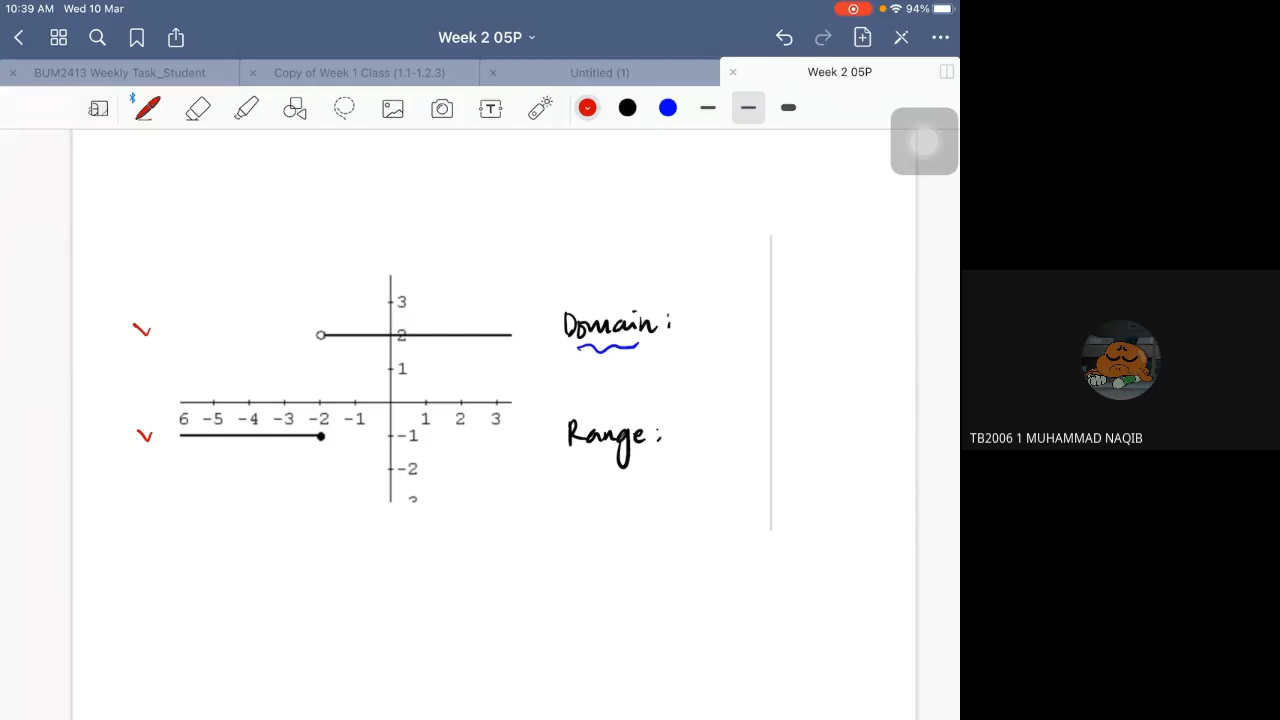 10:39 AM Wed 10 Mar 94%
Week 2 05P
BUM2413 Weekly Task_Student
Copy of Week 1 Class (1.1-1.2.3)
Untitled (1)
Week 2 05P
T
3
2
1
6 -5 -4 -3 -2 -1 1 2 3
-1
-2
Domain:
Range:
TB2006 1 MUHAMMAD NAQIB